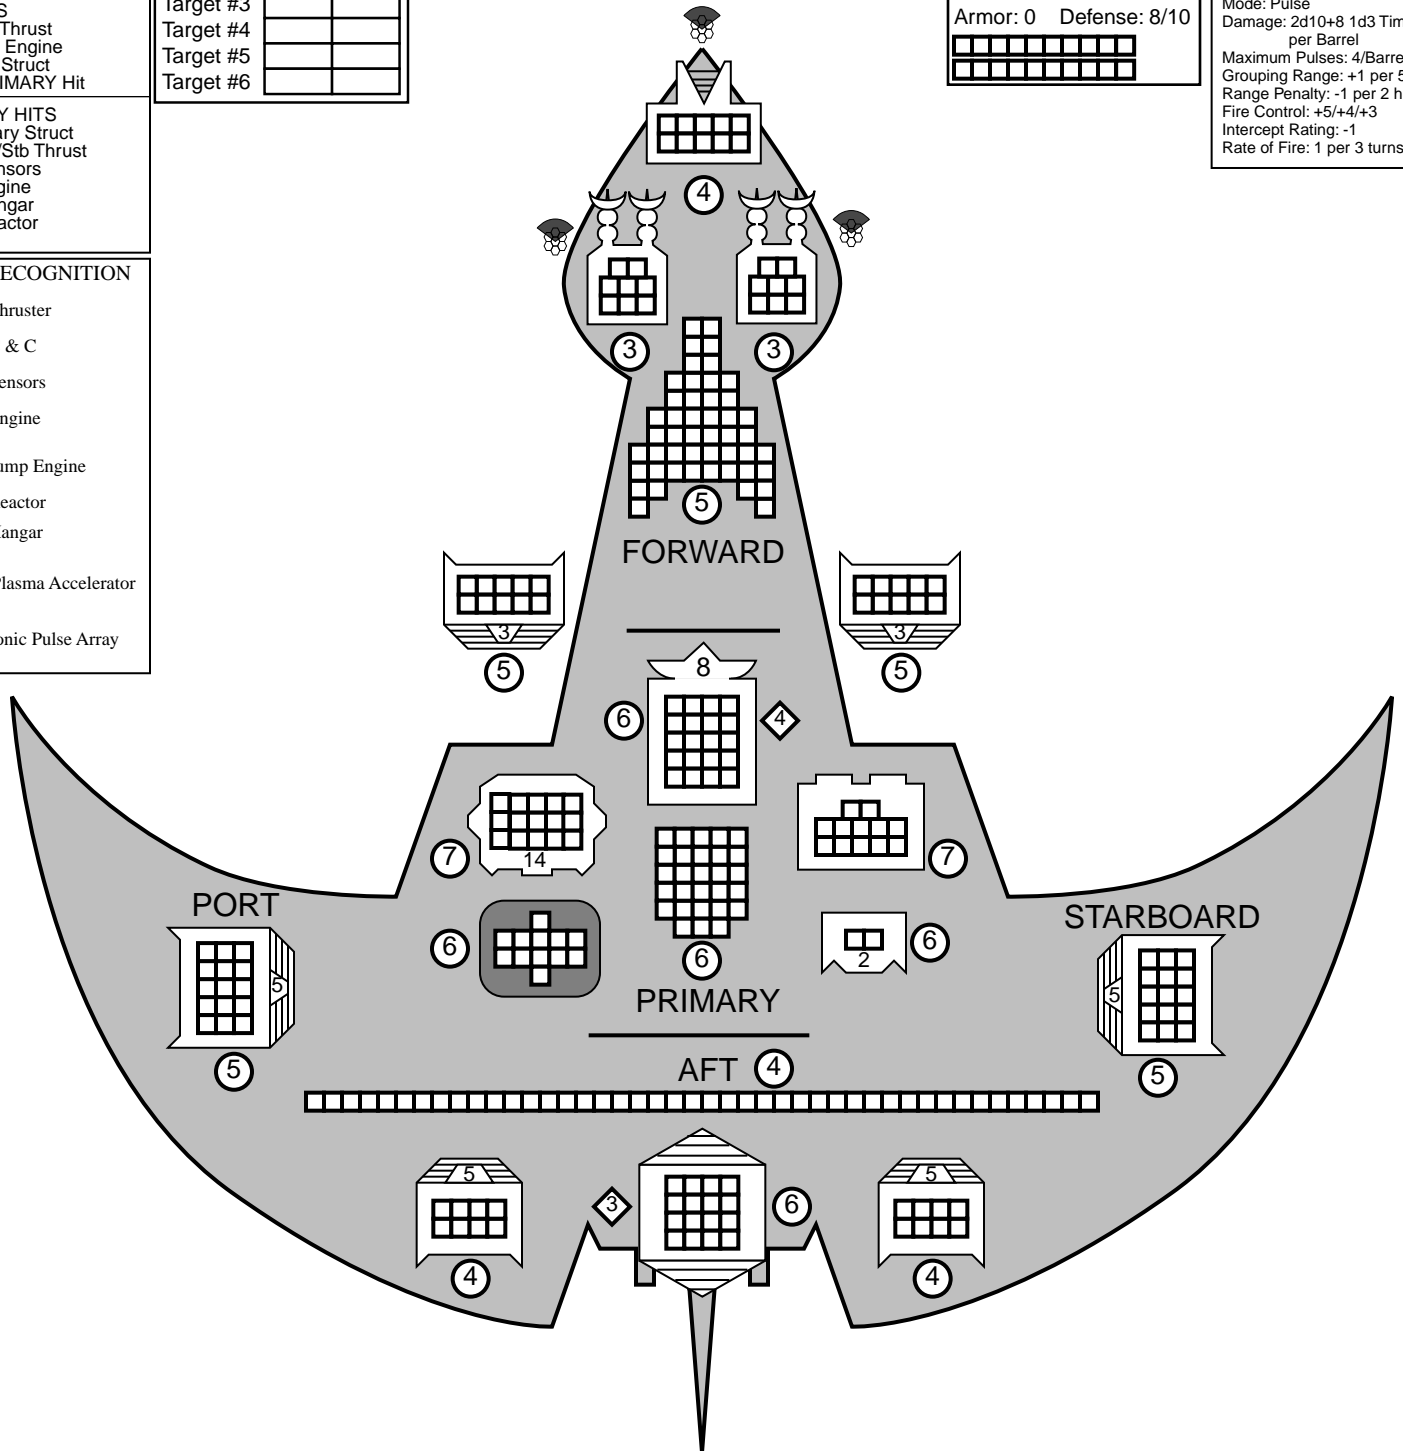 S
Thrust
Engine
Struct
IMARY Hit
Y HITS
ary Struct
/Stb Thrust
nsors
gine
ngar
actor
ECOGNITION
hruster
& C
ensors
ngine
ump Engine
eactor
Hangar
Plasma Accelerator
onic Pulse Array
Target #3
Target #4
Target #5
Target #6
Armor: 0 Defense: 8/10
Mode: Pulse
Damage: 2d10+8 1d3 Tim
per Barrel
Maximum Pulses: 4/Barre
Grouping Range: +1 per 5
Range Penalty: -1 per 2 h
Fire Control: +5/+4/+3
Intercept Rating: -1
Rate of Fire: 1 per 3 turns
4
3 3
5
FORWARD
3 3
5 5
8
6 4
14
7 7
PORT
STARBOARD
6 6
2
6
5 5
PRIMARY
5 5
AFT 4
5 5
3 6
4 4